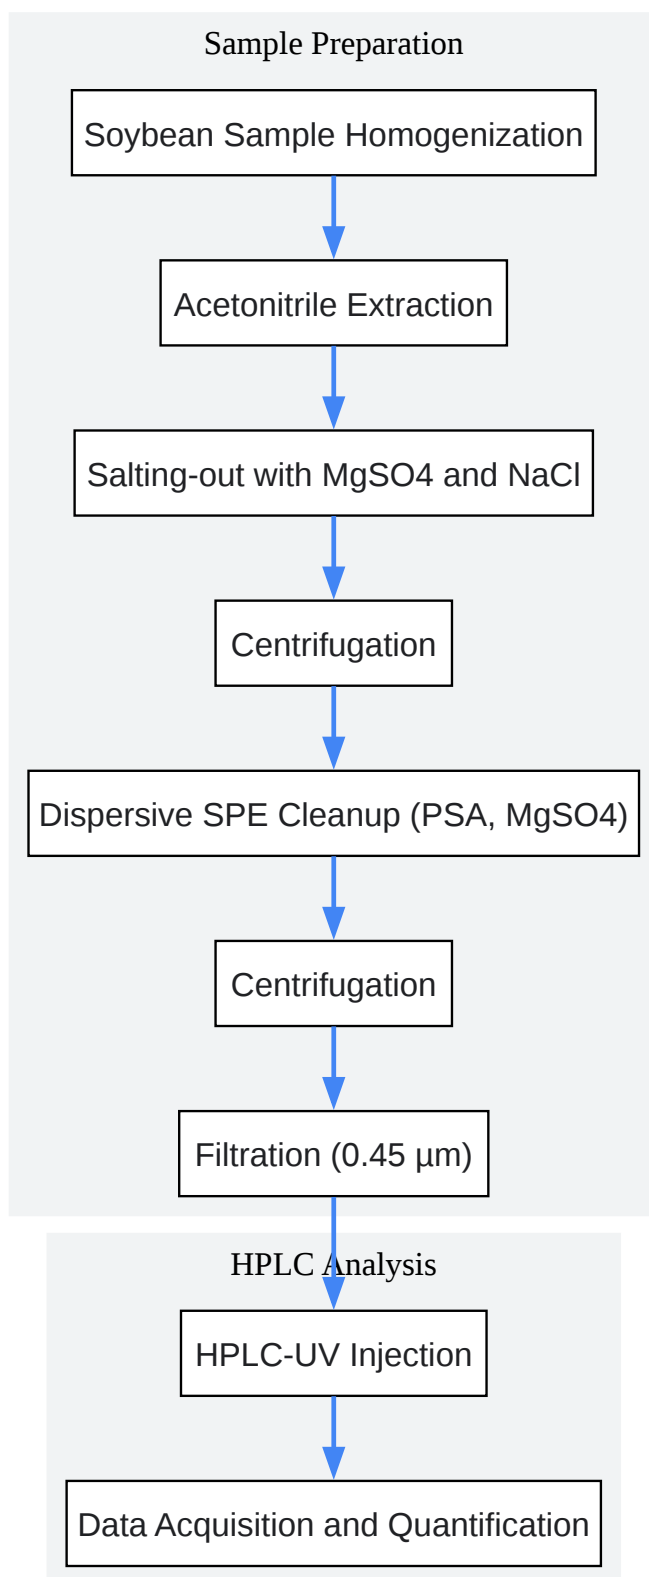 Sample Preparation
Soybean Sample Homogenization
Acetonitrile Extraction
Salting-out with MgSO4 and NaCl
Centrifugation
Dispersive SPE Cleanup (PSA, MgSO4)
Centrifugation
Filtration (0.45 µm)
HPLC Analysis
HPLC-UV Injection
Data Acquisition and Quantification